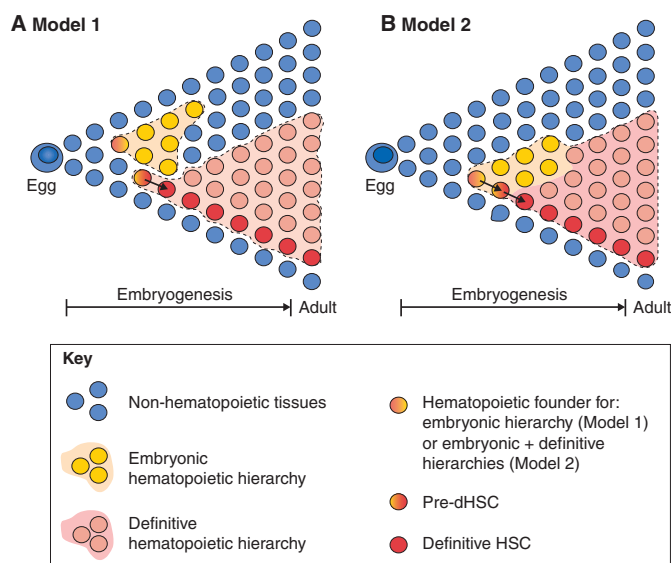 A Model 1
B Model 2
Egg
Egg
Embryogenesis
Adult
Embryogenesis
Adult
Key
Non-hematopoietic tissues
Embryonic
hematopoietic hierarchy
Definitive
hematopoietic hierarchy
Hematopoietic founder for:
embryonic hierarchy (Model 1)
or embryonic + definitive
hierarchies (Model 2)
Pre-dHSC
Definitive HSC